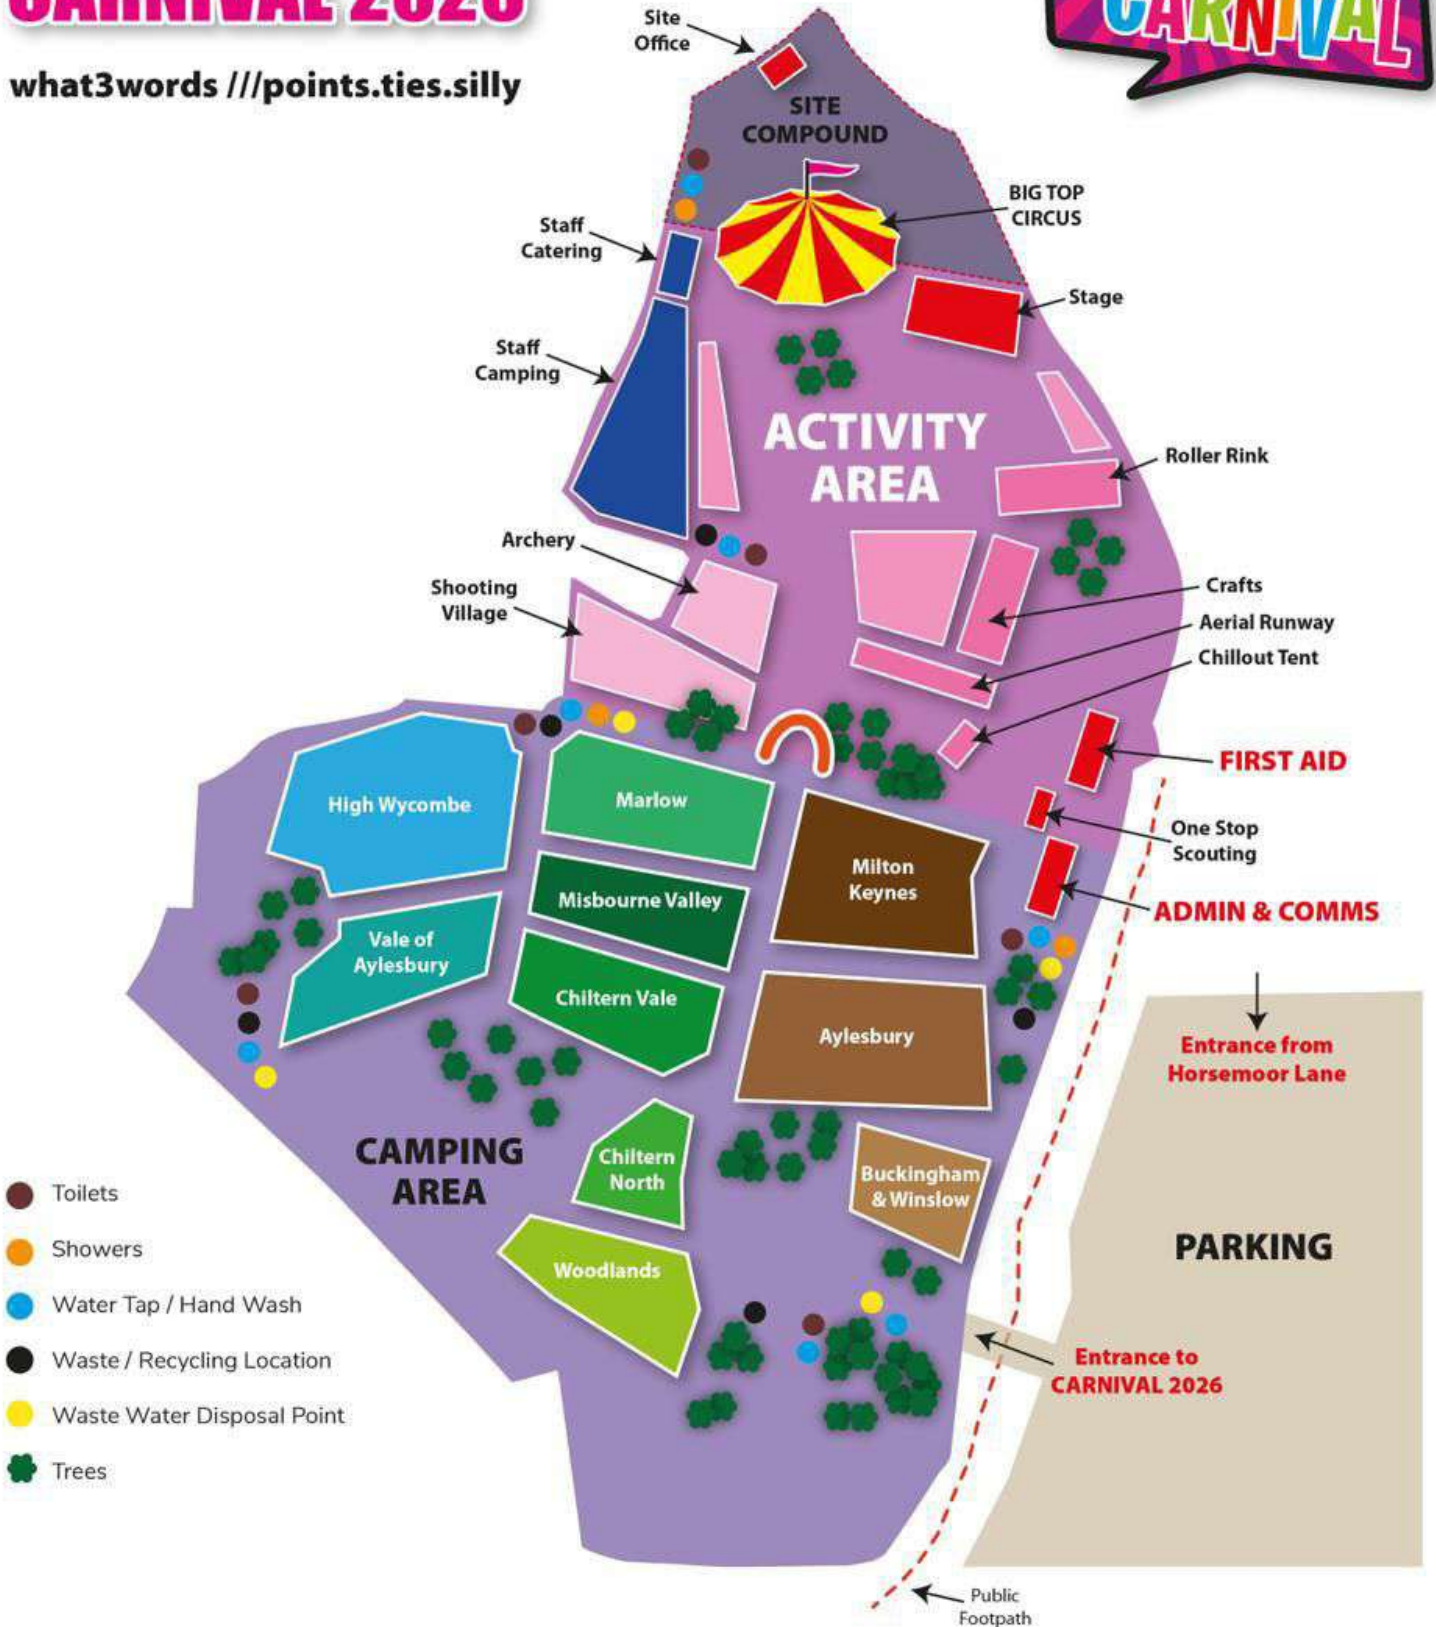 CARNIVAL 2026
what3words ///points.ties.silly
CARNIVAL
Site
Office
SITE
COMPOUND
BIG TOP
CIRCUS
Staff
Catering
Stage
Staff
Camping
ACTIVITY
AREA
Roller Rink
Archery
Shooting
Village
Crafts
Aerial Runway
Chillout Tent
FIRST AID
High Wycombe
Marlow
One Stop
Scouting
Milton
Keynes
Misbourne Valley
ADMIN & COMMS
Vale of
Aylesbury
Chiltern Vale
Aylesbury
Entrance from
Horsemoor Lane
CAMPING
AREA
Chiltern
North
Buckingham
& Winslow
PARKING
Woodlands
Entrance to
CARNIVAL 2026
Toilets
Showers
Water Tap / Hand Wash
Waste / Recycling Location
Waste Water Disposal Point
Trees
Public
Footpath